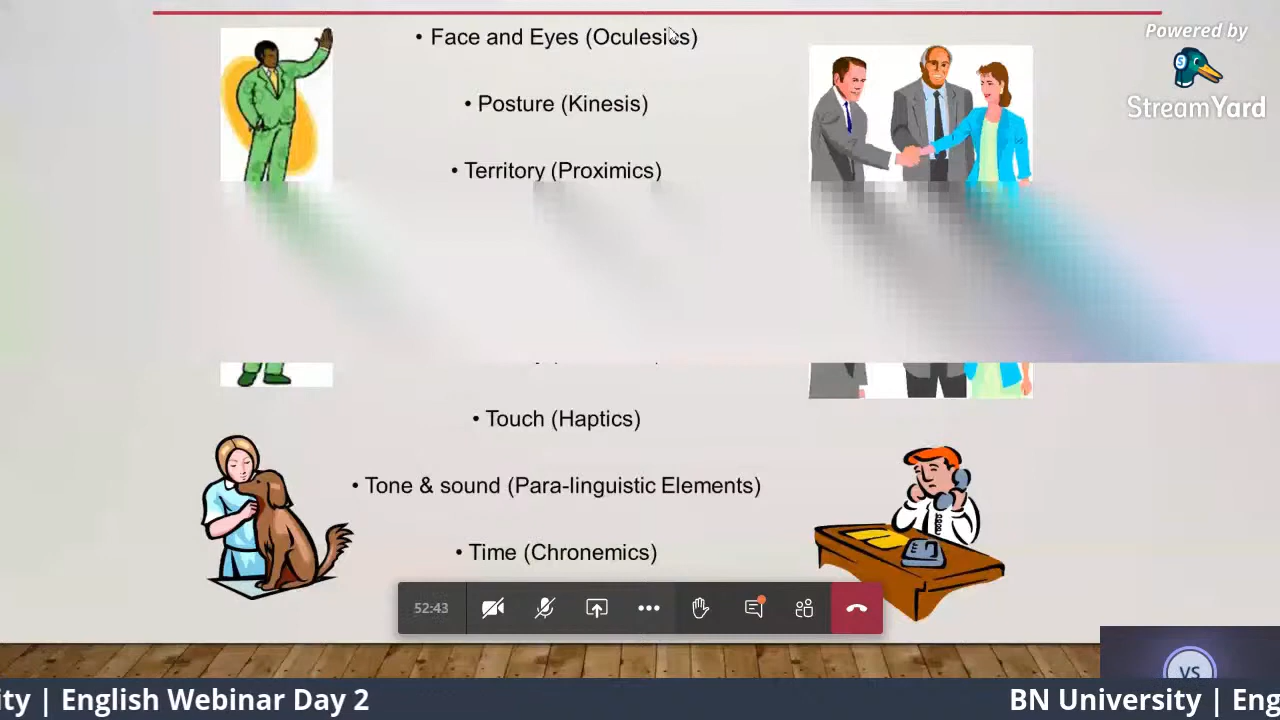 • Face and Eyes (Oculesics)
Powered by
StreamYard
• Posture (Kinesis)
• Territory (Proximics)
• Touch (Haptics)
• Tone & sound (Para-linguistic Elements)
• Time (Chronemics)
52:43
VS
ity | English Webinar Day 2
BN University | Eng